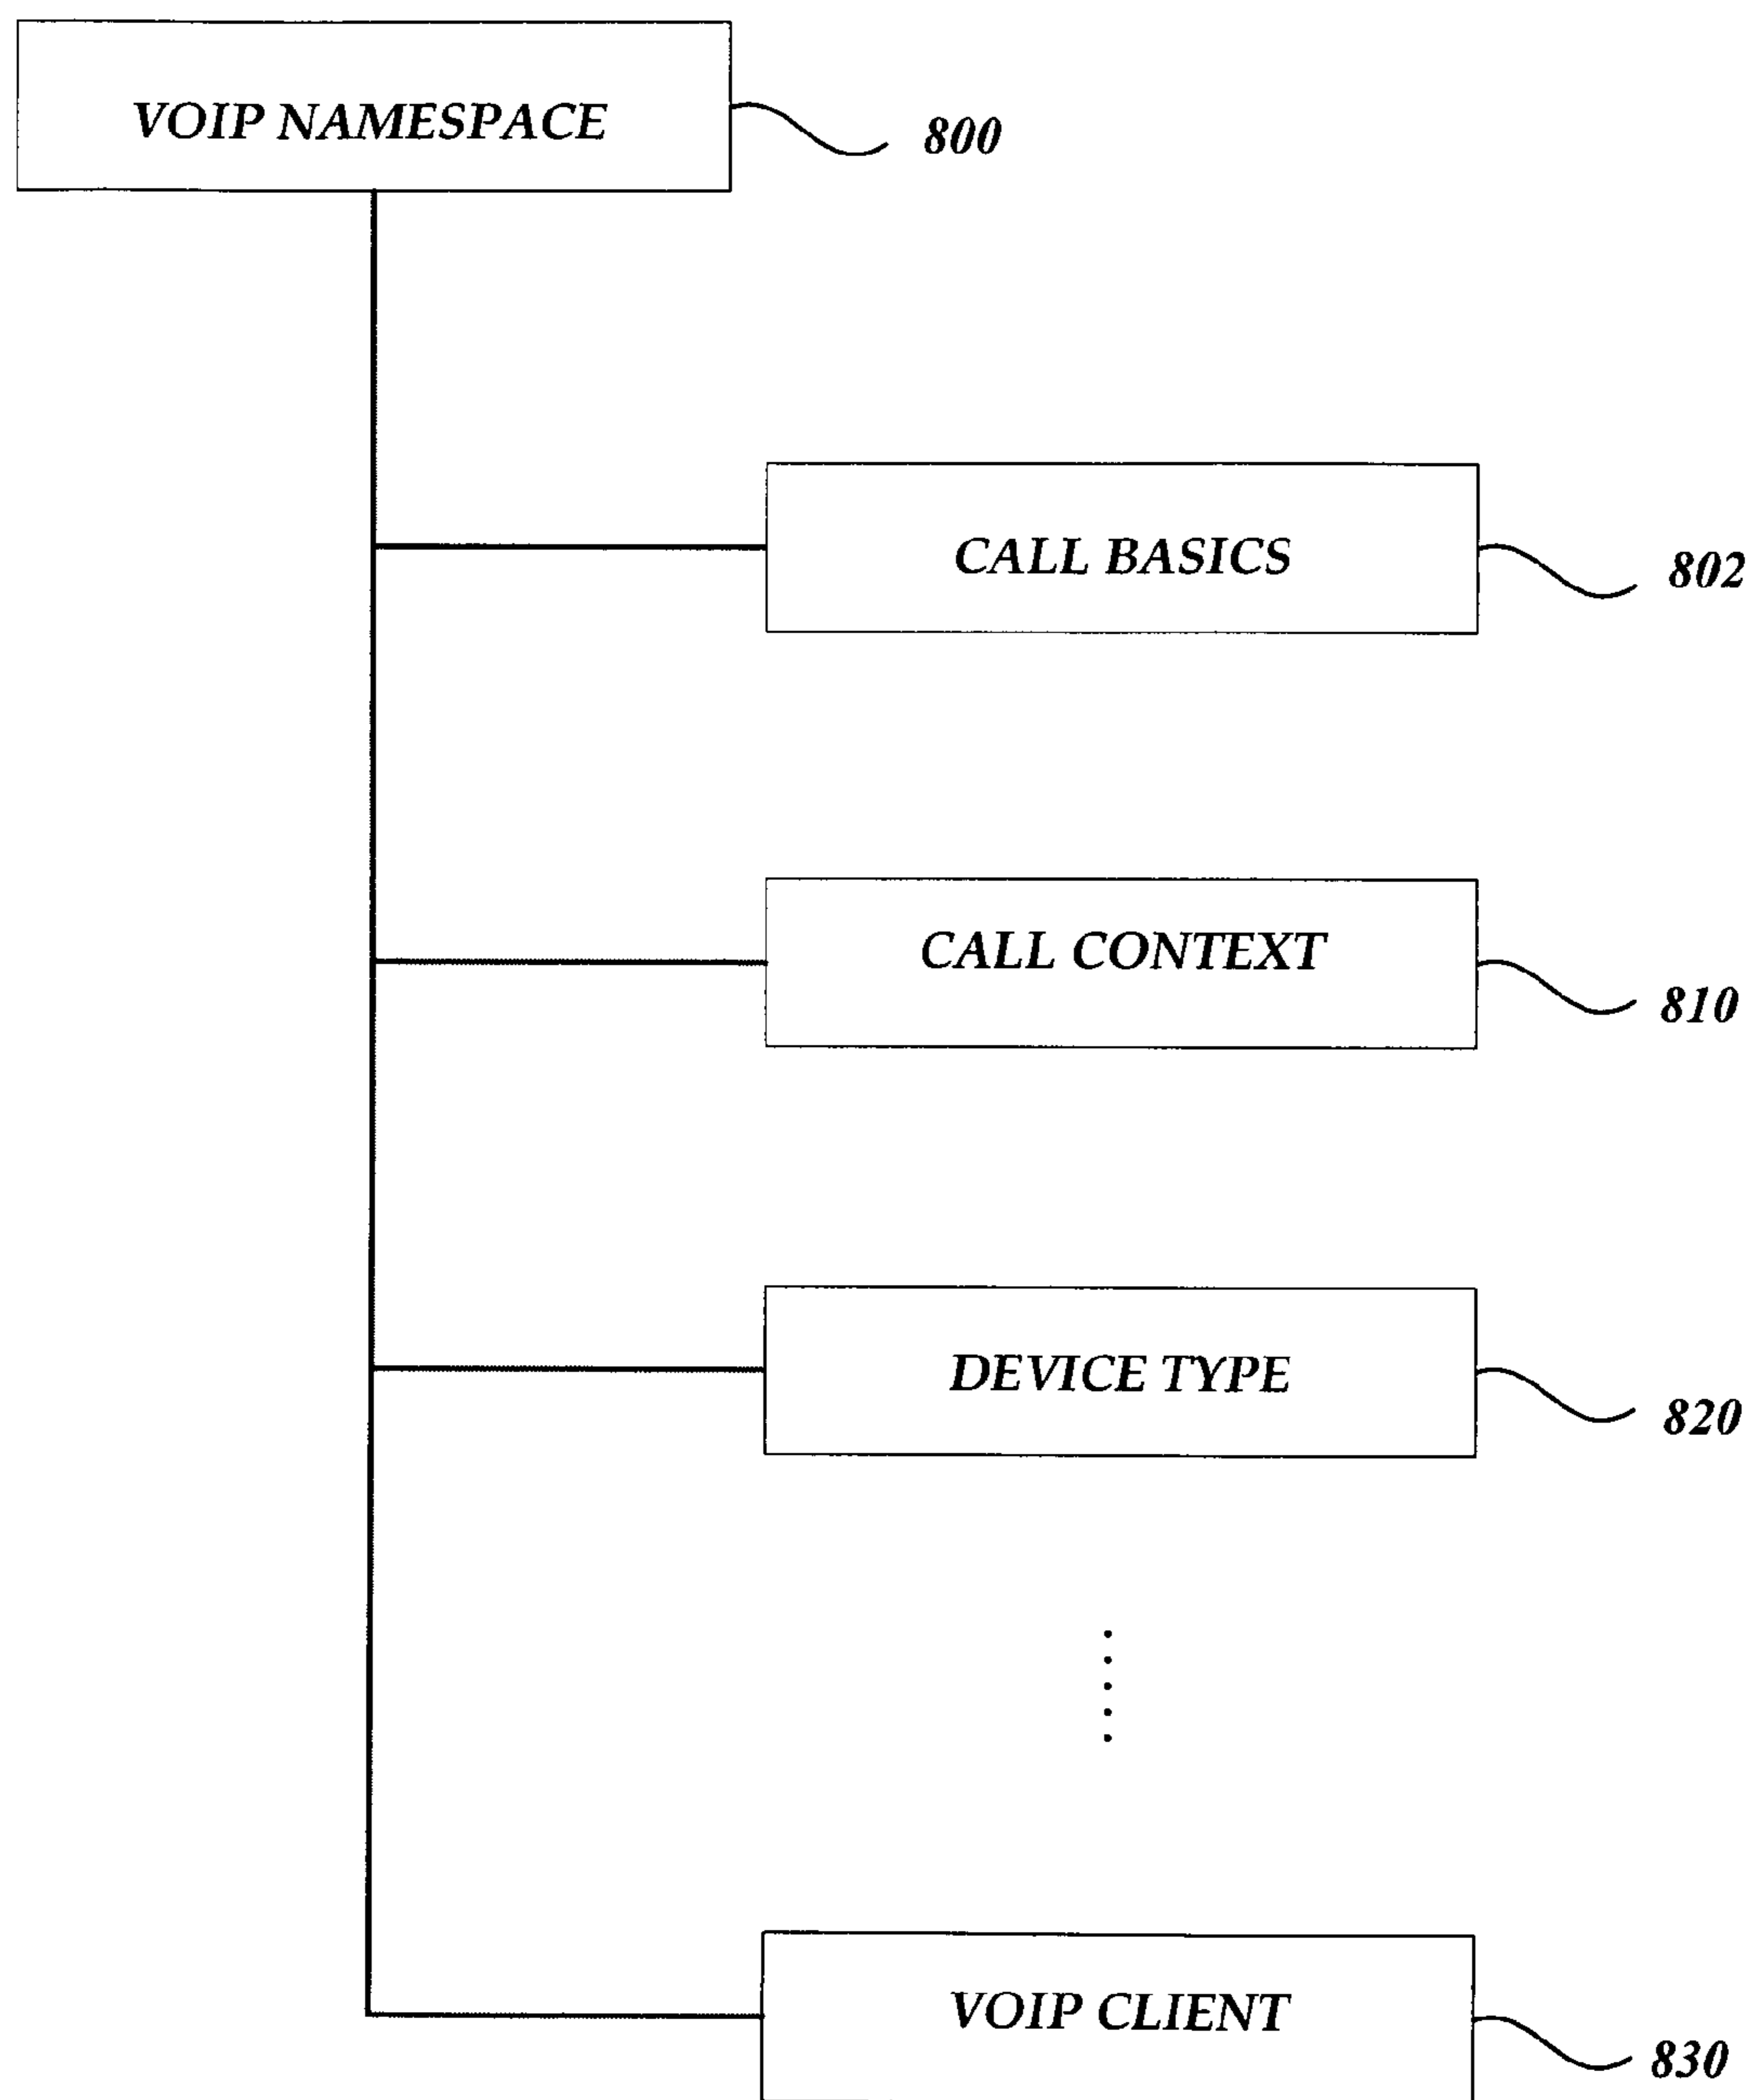 VOIP NAMESPACE
800
CALL BASICS
802
CALL CONTEXT
810
DEVICE TYPE
820
VOIP CLIENT
830